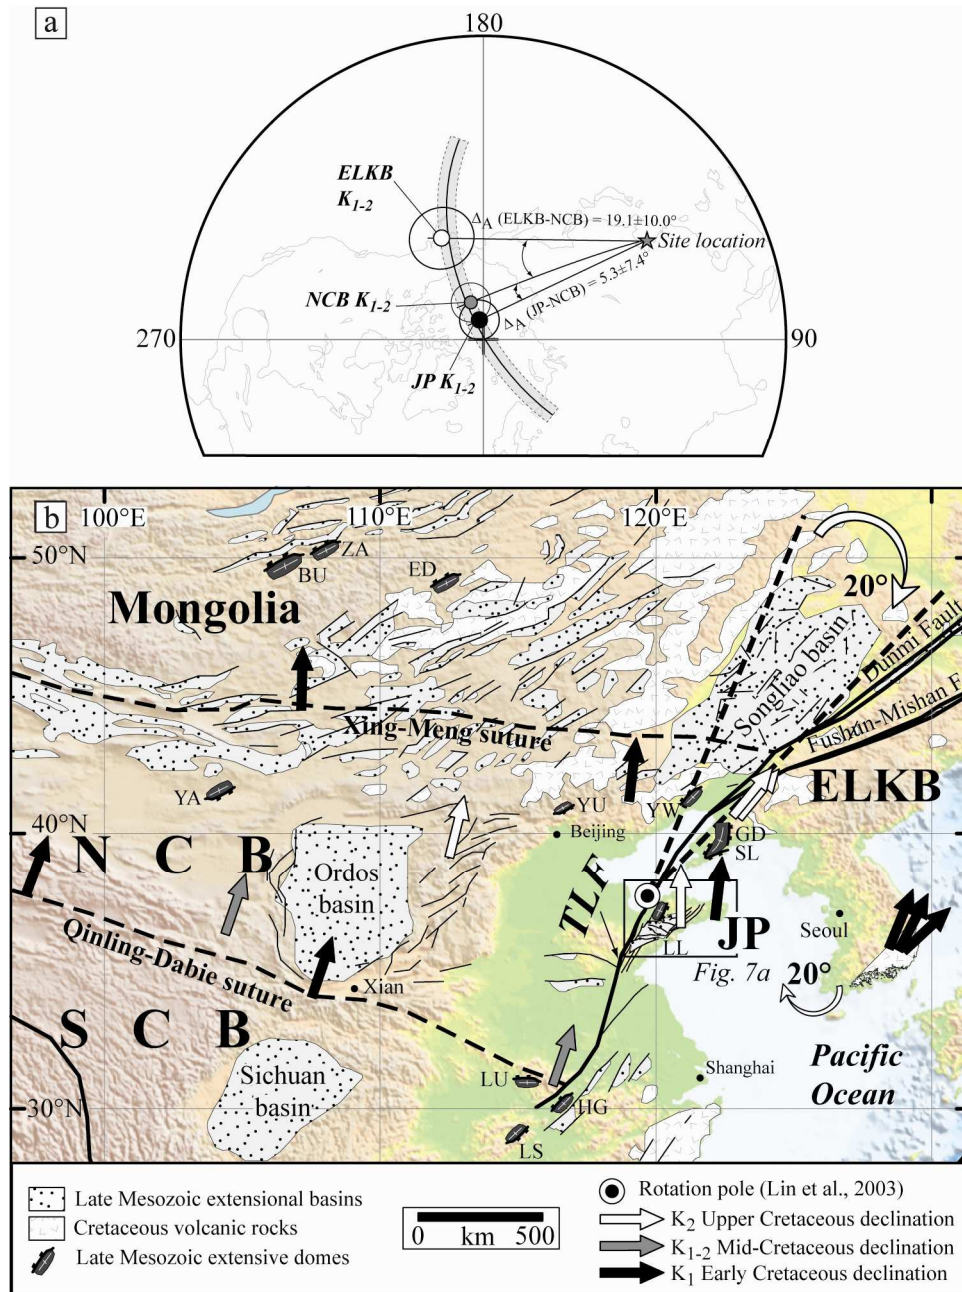 a
180
ELKB
K1-2
ΔA (ELKB-NCB) = 19.1±10.0°
Site location
NCB K1-2
ΔA (JP-NCB) = 5.3±7.4°
270
90
JP K1-2
b
100°E
110°E
120°E
50°N
ZA
BU
ED
20°
Mongolia
Songliao basin
Dunmi Fault
Xing-Meng suture
Fushun-Mishan F
ELKB
YA
YU
YW
40°N
Beijing
GD
SL
N C B
Ordos
basin
TLF
JP
Seoul
LL
Qinling-Dabie suture
Fig. 7a
20°
Xian
S C B
Pacific
Ocean
Sichuan
basin
Shanghai
LU
HG
30°N
LS
Late Mesozoic extensional basins
Cretaceous volcanic rocks
Late Mesozoic extensive domes
0 km 500
Rotation pole (Lin et al., 2003)
K2 Upper Cretaceous declination
K1-2 Mid-Cretaceous declination
K1 Early Cretaceous declination